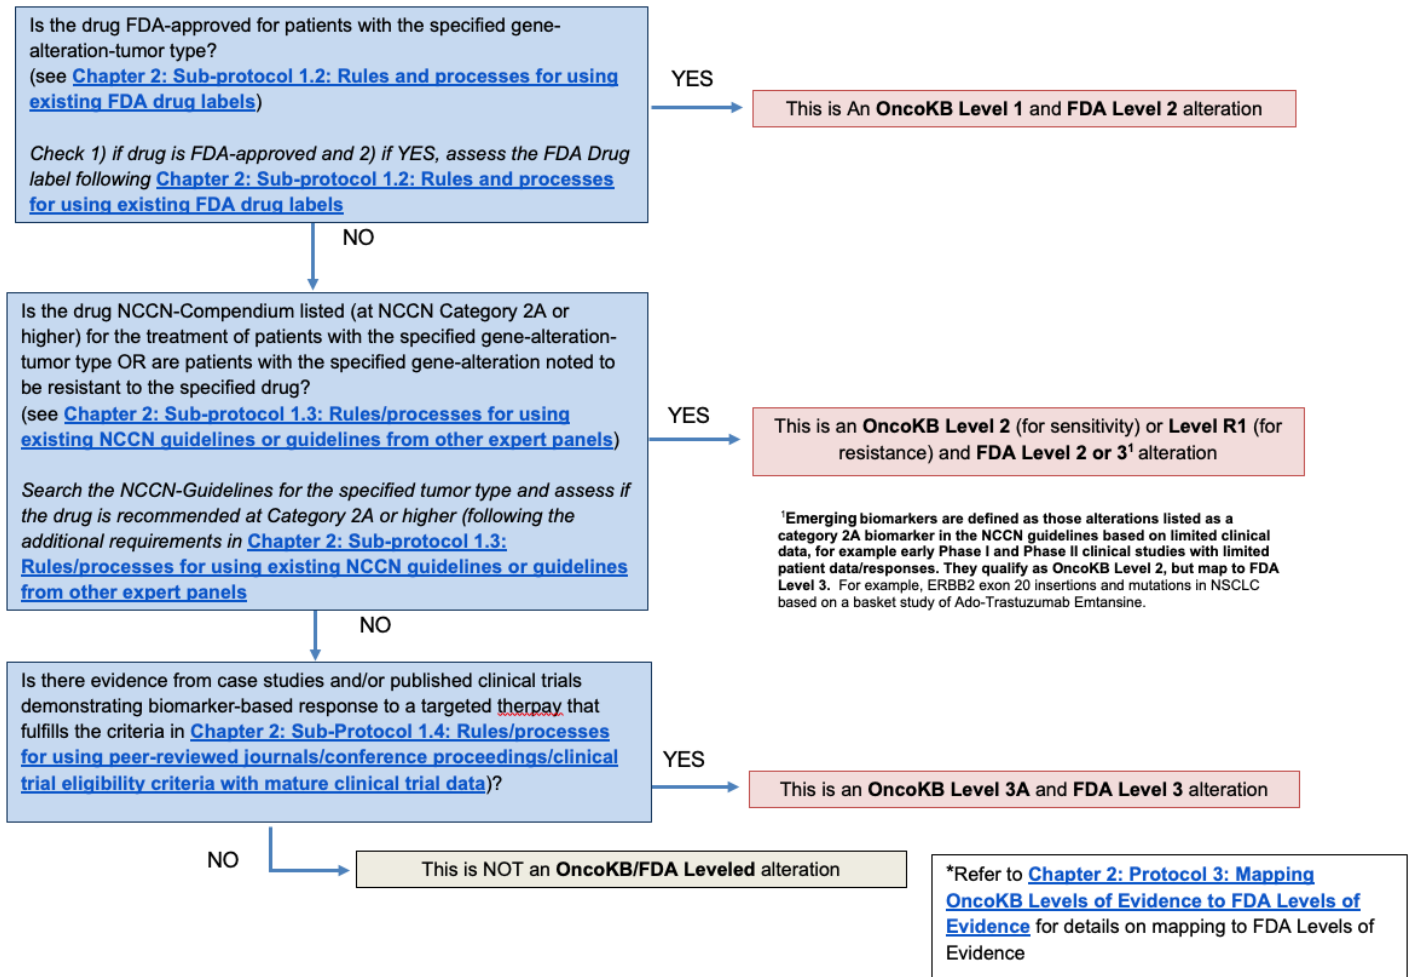 Is the drug FDA-approved for patients with the specified gene-
alteration-tumor type?
(see Chapter 2: Sub-protocol 1.2: Rules and processes for using
existing FDA drug labels)
Check 1) if drug is FDA-approved and 2) if YES, assess the FDA Drug
label following Chapter 2: Sub-protocol 1.2: Rules and processes
for using existing FDA drug labels
YES
This is An OncoKB Level 1 and FDA Level 2 alteration
NO
Is the drug NCCN-Compendium listed (at NCCN Category 2A or
higher) for the treatment of patients with the specified gene-alteration-
tumor type OR are patients with the specified gene-alteration noted to
be resistant to the specified drug?
(see Chapter 2: Sub-protocol 1.3: Rules/processes for using
existing NCCN guidelines or guidelines from other expert panels)
Search the NCCN-Guidelines for the specified tumor type and assess if
the drug is recommended at Category 2A or higher (following the
additional requirements in Chapter 2: Sub-protocol 1.3:
Rules/processes for using existing NCCN guidelines or guidelines
from other expert panels
YES
This is an OncoKB Level 2 (for sensitivity) or Level R1 (for
resistance) and FDA Level 2 or 3¹ alteration
¹Emerging biomarkers are defined as those alterations listed as a
category 2A biomarker in the NCCN guidelines based on limited clinical
data, for example early Phase I and Phase II clinical studies with limited
patient data/responses. They qualify as OncoKB Level 2, but map to FDA
Level 3. For example, ERBB2 exon 20 insertions and mutations in NSCLC
based on a basket study of Ado-Trastuzumab Emtansine.
NO
Is there evidence from case studies and/or published clinical trials
demonstrating biomarker-based response to a targeted therpay that
fulfills the criteria in Chapter 2: Sub-Protocol 1.4: Rules/processes
for using peer-reviewed journals/conference proceedings/clinical
trial eligibility criteria with mature clinical trial data)?
YES
This is an OncoKB Level 3A and FDA Level 3 alteration
NO
This is NOT an OncoKB/FDA Leveled alteration
*Refer to Chapter 2: Protocol 3: Mapping
OncoKB Levels of Evidence to FDA Levels of
Evidence for details on mapping to FDA Levels of
Evidence